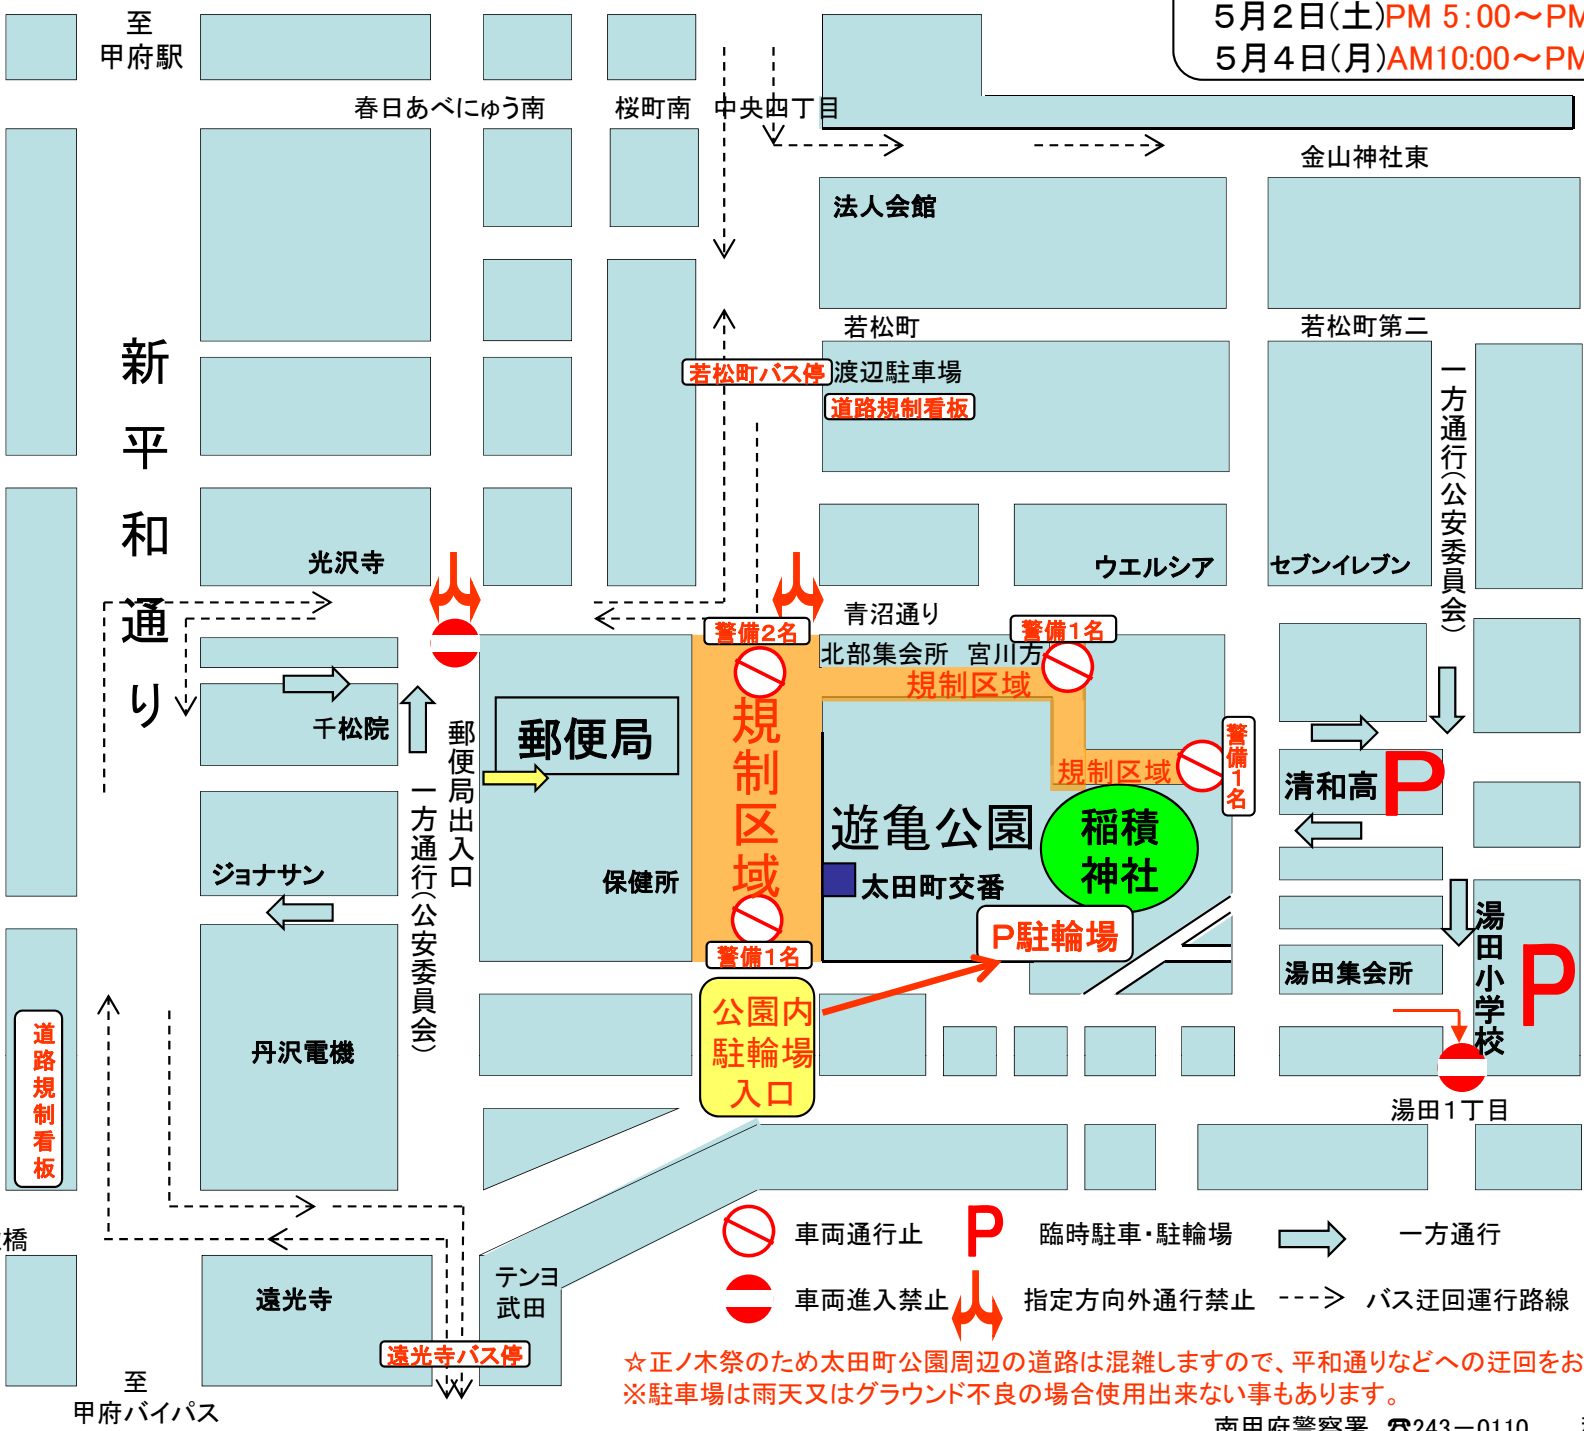 5月2日(土)PM 5:00～PM
5月4日(月)AM10:00～PM
至
甲府駅
春日あべにゅう南
桜町南
中央四丁目
金山神社東
法人会館
若松町
若松町第二
新平和通り
若松町バス停
渡辺駐車場
道路規制看板
一方通行(公安委員会)
光沢寺
ウエルシア
セブンイレブン
青沼通り
警備2名
警備1名
北部集会所
宮川方
規制区域
千松院
郵便局
郵便局出入口
規制区域
規制区域
警備1名
清和高
P
一方通行(公安委員会)
遊亀公園
稲積
神社
ジョナサン
保健所
太田町交番
P駐輪場
警備1名
湯田集会所
湯田小学校
P
公園内
駐輪場
入口
道路規制看板
丹沢電機
湯田1丁目
橋
車両通行止
P
臨時駐車・駐輪場
一方通行
テンヨ
武田
遠光寺
車両進入禁止
指定方向外通行禁止
バス迂回運行路線
遠光寺バス停
☆正ノ木祭のため太田町公園周辺の道路は混雑しますので、平和通りなどへの迂回をお
※駐車場は雨天又はグラウンド不良の場合使用出来ない事もあります。
至
甲府バイパス
南甲府警察署 ☎243－0110